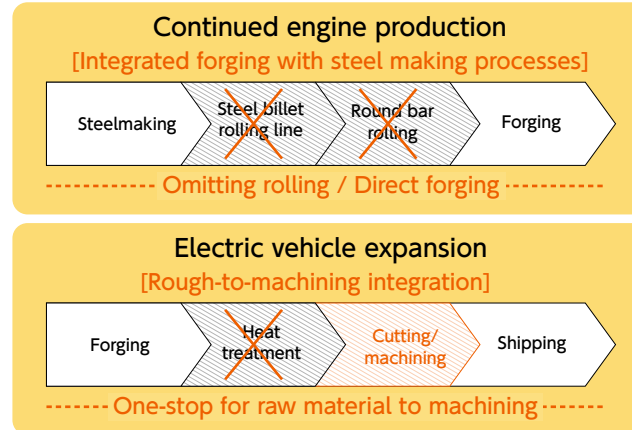 Continued engine production
[Integrated forging with steel making processes]
Steelmaking
Steel billet
rolling line
Round bar
rolling
Forging
Omitting rolling / Direct forging
Electric vehicle expansion
[Rough-to-machining integration]
Forging
Heat
treatment
Cutting/
machining
Shipping
One-stop for raw material to machining